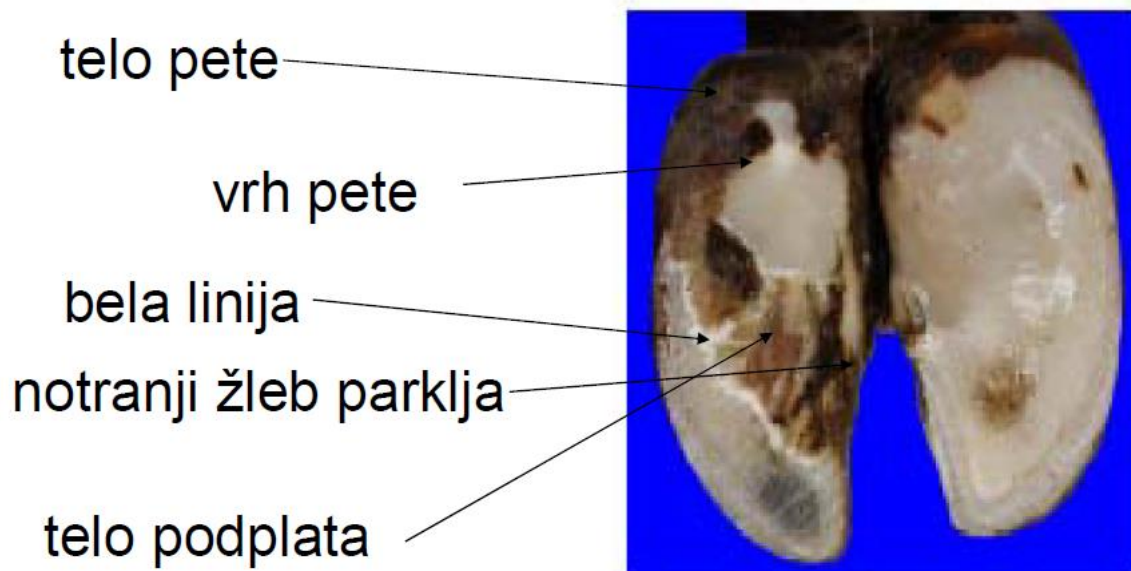 telo pete
vrh pete
bela linija
notranji žleb parklja
telo podplata